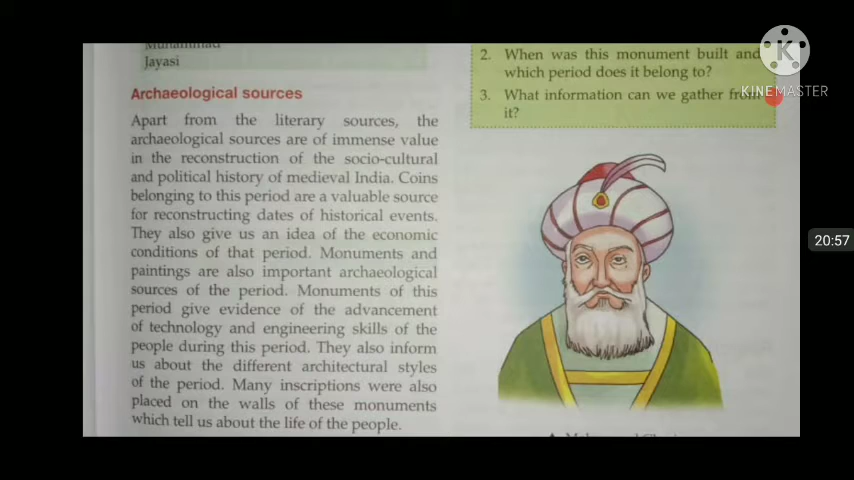 Muhammad
Jayasi
Archaeological sources
Apart from the literary sources, the
archaeological sources are of immense value
in the reconstruction of the socio-cultural
and political history of medieval India. Coins
belonging to this period are a valuable source
for reconstructing dates of historical events.
They also give us an idea of the economic
conditions of that period. Monuments and
paintings are also important archaeological
sources of the period. Monuments of this
period give evidence of the advancement
of technology and engineering skills of the
people during this period. They also inform
us about the different architectural styles
of the period. Many inscriptions were also
placed on the walls of these monuments
which tell us about the life of the people.
2. When was this monument built and
which period does it belong to?
3. What information can we gather from
it?
K
KINEMASTER
20:57